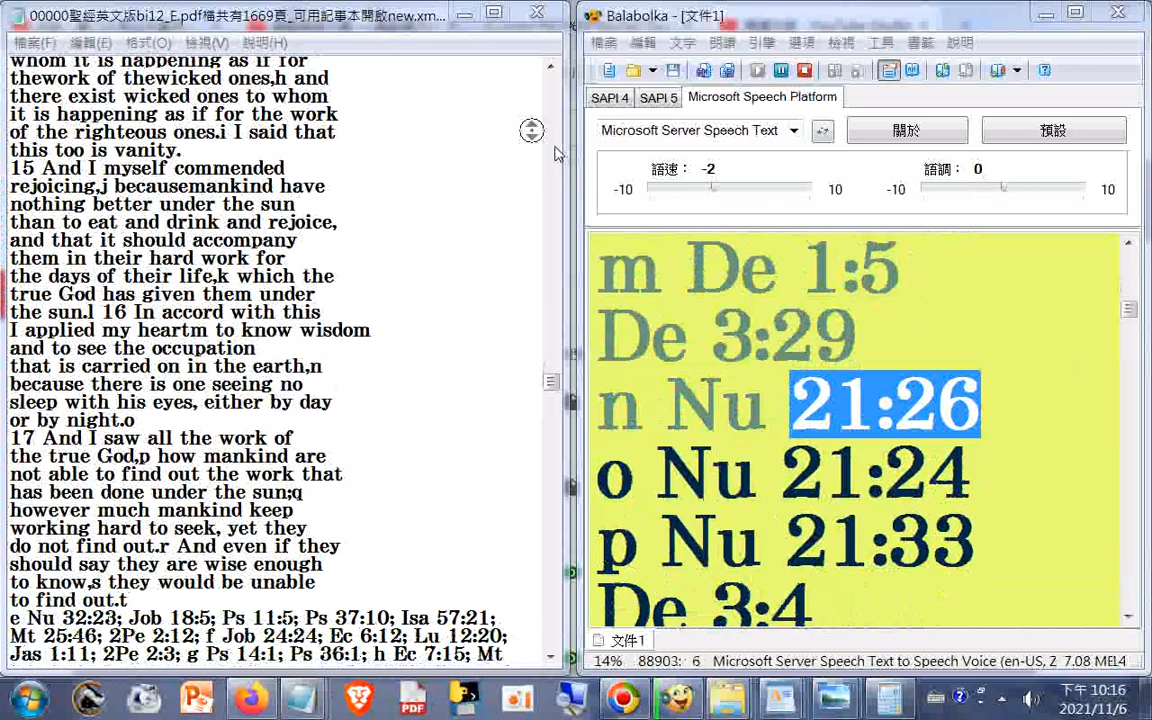 00000聖經英文版bi12_E.pdf檔共有1669頁_可用記事本開啟new.xm...
檔案(F) 編輯(E) 格式(O) 檢視(V) 說明(H)
whom it is happening as if for
thework of thewicked ones,h and
there exist wicked ones to whom
it is happening as if for the work
of the righteous ones.i I said that
this too is vanity.
15 And I myself commended
rejoicing,j becausemankind have
nothing better under the sun
than to eat and drink and rejoice,
and that it should accompany
them in their hard work for
the days of their life,k which the
true God has given them under
the sun.l 16 In accord with this
I applied my heartm to know wisdom
and to see the occupation
that is carried on in the earth,n
because there is one seeing no
sleep with his eyes, either by day
or by night.o
17 And I saw all the work of
the true God,p how mankind are
not able to find out the work that
has been done under the sun;q
however much mankind keep
working hard to seek, yet they
do not find out.r And even if they
should say they are wise enough
to know,s they would be unable
to find out.t
e Nu 32:23; Job 18:5; Ps 11:5; Ps 37:10; Isa 57:21;
Mt 25:46; 2Pe 2:12; f Job 24:24; Ec 6:12; Lu 12:20;
Jas 1:11; 2Pe 2:3; g Ps 14:1; Ps 36:1; h Ec 7:15; Mt
Balabolka - [文件1]
檔案 編輯 文字 朗讀 引擎 選項 檢視 工具 書籤 說明
SAPI 4 SAPI 5 Microsoft Speech Platform
Microsoft Server Speech Text 關於 預設
語速： -2 語調： 0
-10 10 -10 10
m De 1:5
De 3:29
n Nu 21:26
o Nu 21:24
p Nu 21:33
De 3:4
文件1
14% 88903: 6 Microsoft Server Speech Text to Speech Voice (en-US, Z 7.08 ME14
下午 10:16
2021/11/6